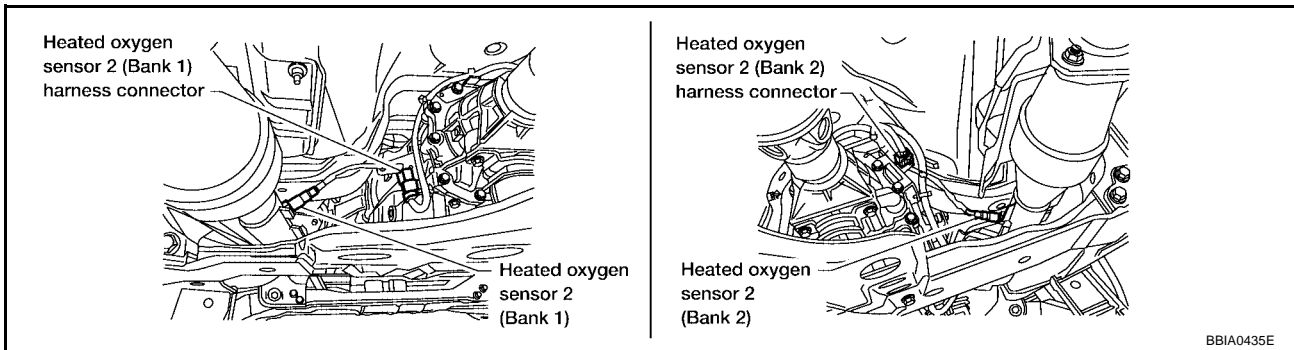 Heated oxygen
sensor 2 (Bank 1)
harness connector
Heated oxygen
sensor 2
(Bank 1)
Heated oxygen
sensor 2 (Bank 2)
harness connector
Heated oxygen
sensor 2
(Bank 2)
BBIA0435E